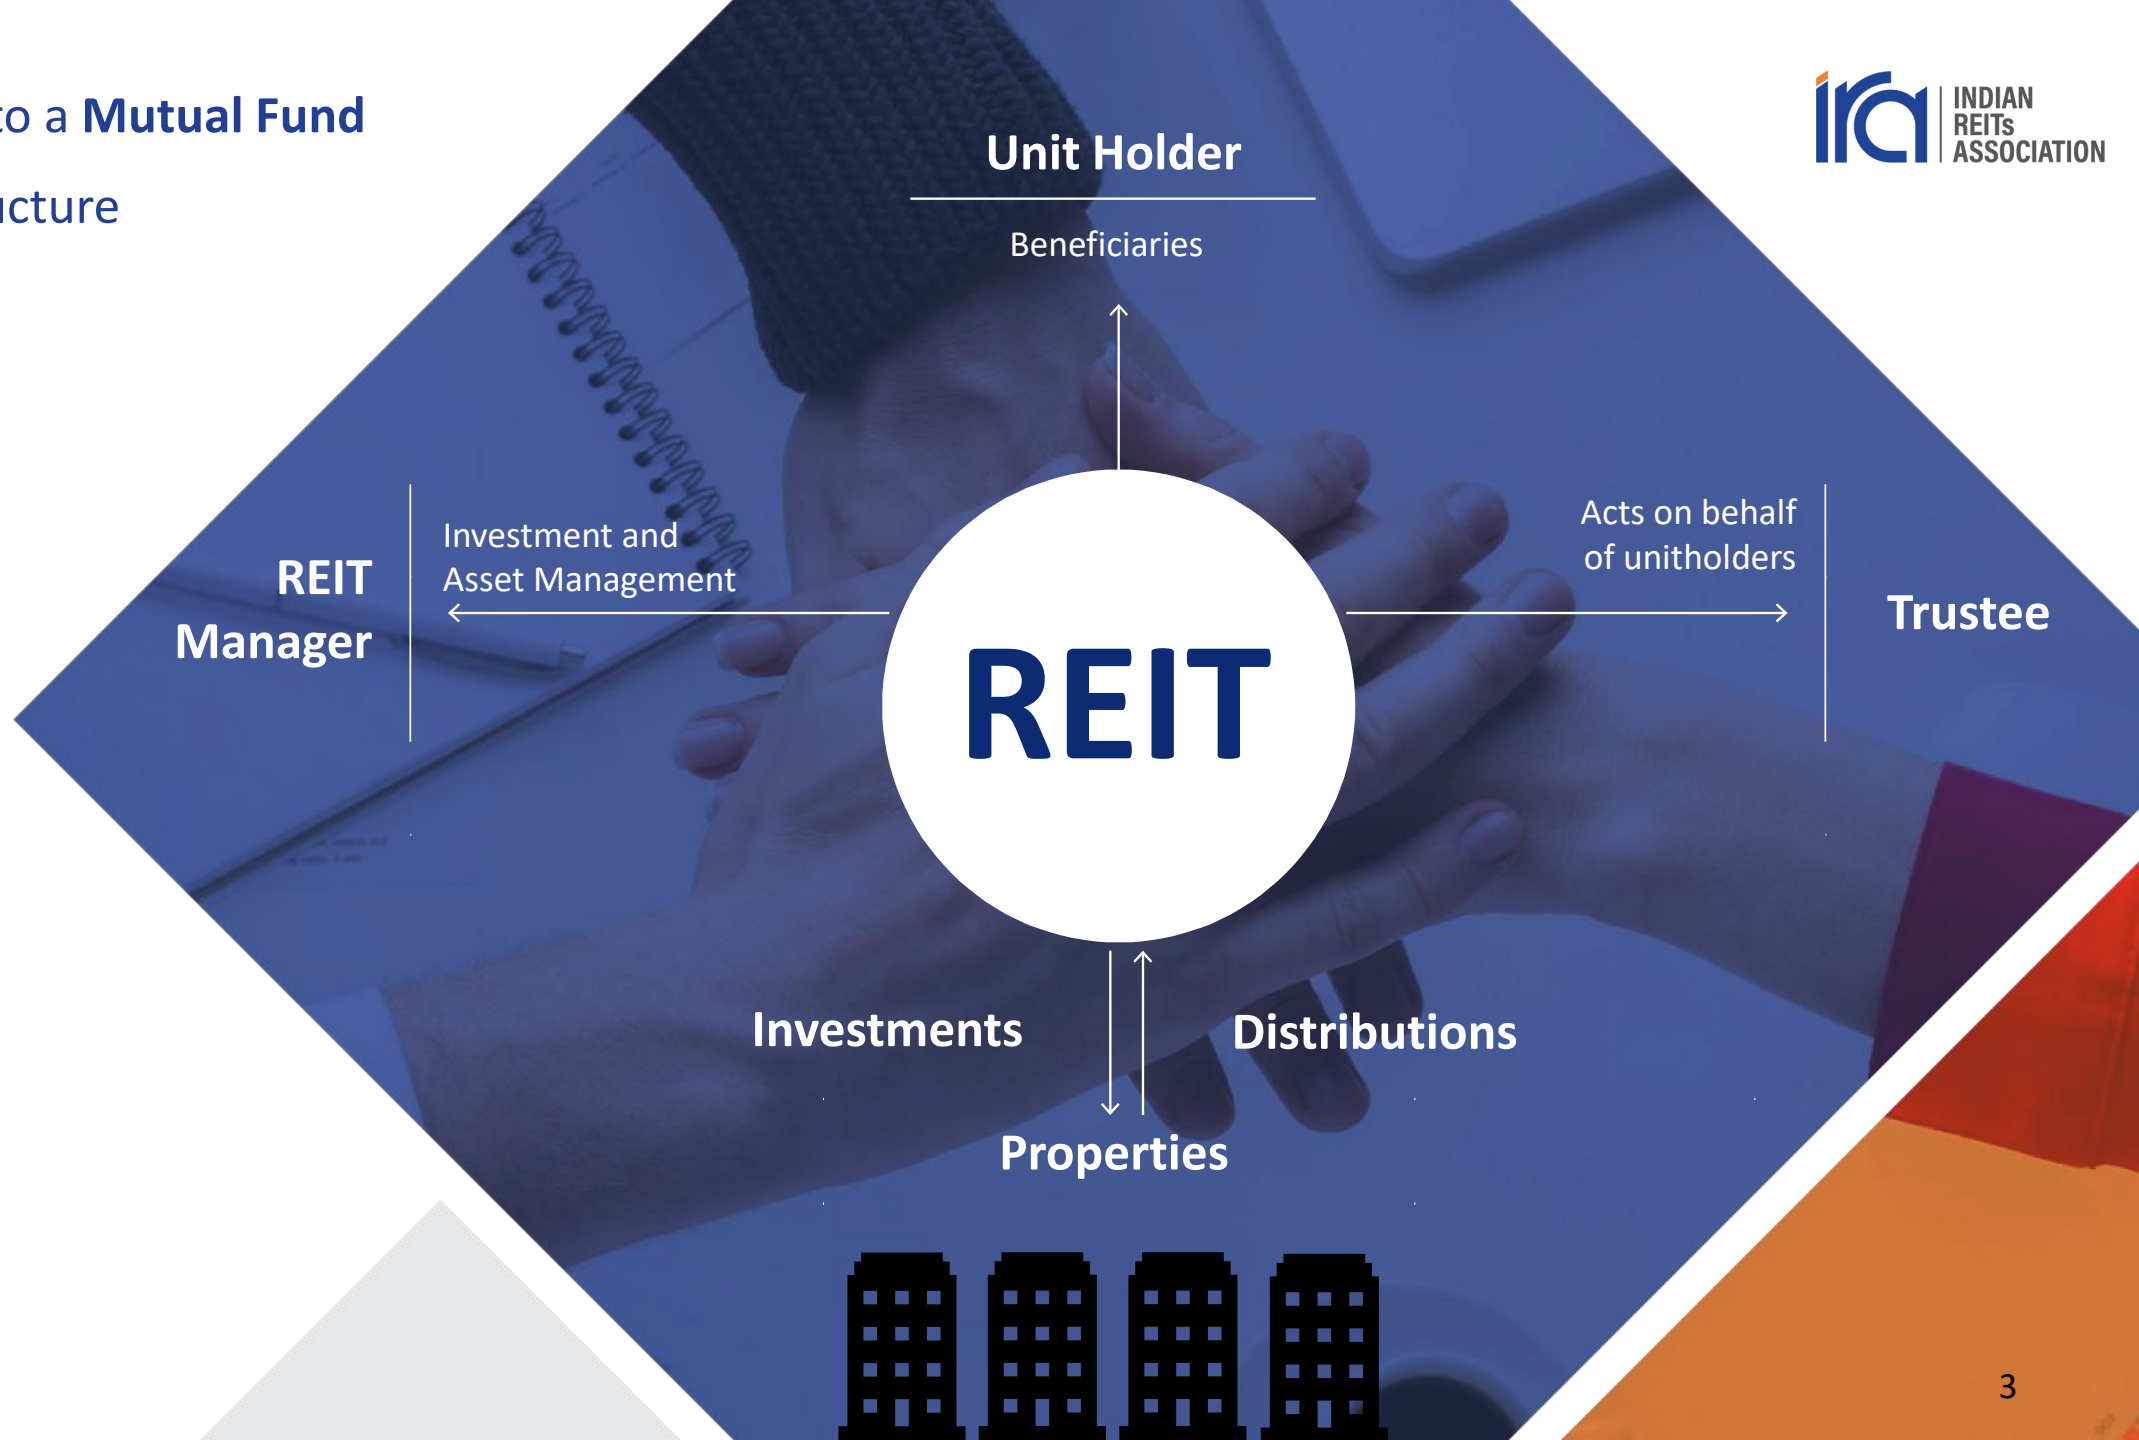 to a Mutual Fund
ucture
ira
INDIAN
REITs
ASSOCIATION
Unit Holder
Beneficiaries
Investment and
Asset Management
REIT
Manager
Acts on behalf
of unitholders
Trustee
REIT
Investments
Distributions
Properties
3